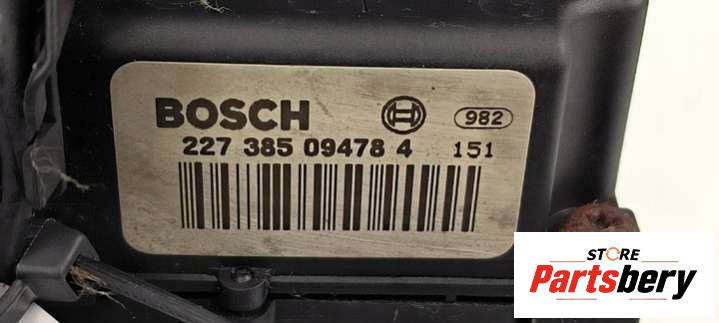 BOSCH 982
227 385 09478 4 151
STORE
Partsbery